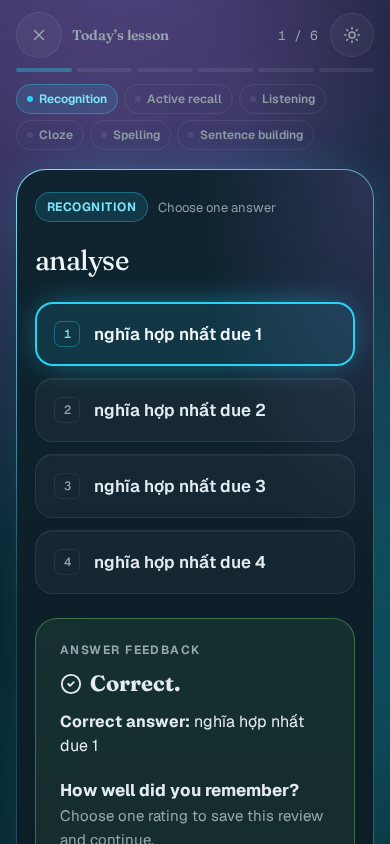 Today's lesson
1 / 6
Recognition
Active recall
Listening
Cloze
Spelling
Sentence building
RECOGNITION
Choose one answer
analyse
1
nghĩa hợp nhất due 1
2
nghĩa hợp nhất due 2
3
nghĩa hợp nhất due 3
4
nghĩa hợp nhất due 4
ANSWER FEEDBACK
Correct.
Correct answer: nghĩa hợp nhất
due 1
How well did you remember?
Choose one rating to save this review
and continue.